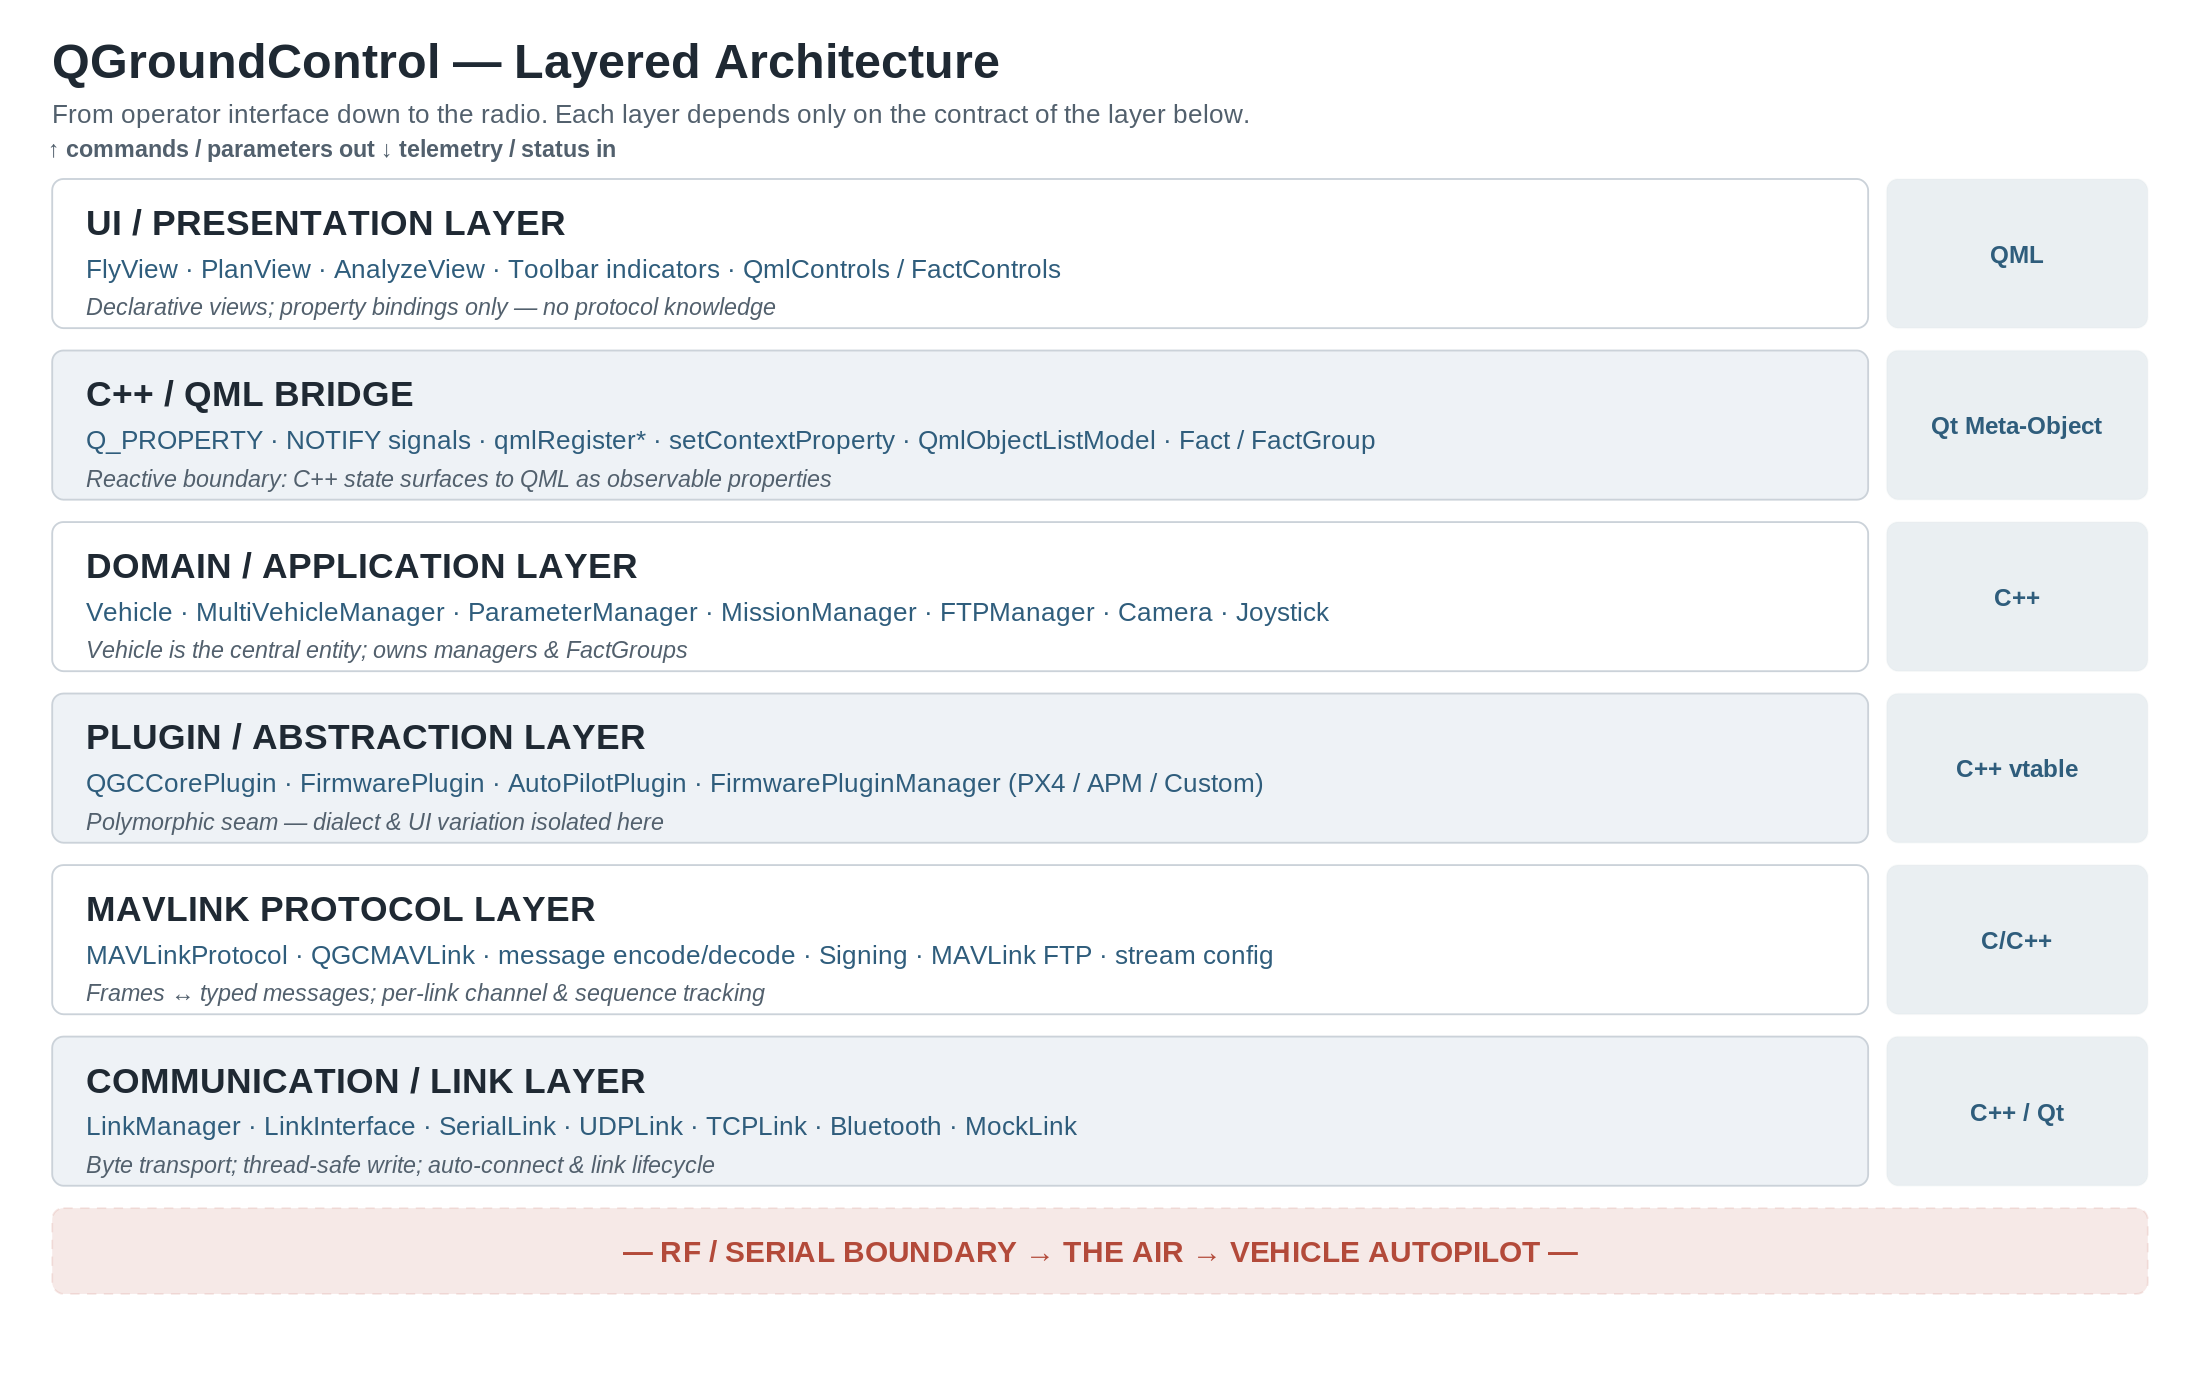 QGroundControl — Layered Architecture
From operator interface down to the radio. Each layer depends only on the contract of the layer below.
↑ commands / parameters out ↓ telemetry / status in
UI / PRESENTATION LAYER
FlyView · PlanView · AnalyzeView · Toolbar indicators · QmlControls / FactControls
Declarative views; property bindings only — no protocol knowledge
QML
C++ / QML BRIDGE
Q_PROPERTY · NOTIFY signals · qmlRegister* · setContextProperty · QmlObjectListModel · Fact / FactGroup
Reactive boundary: C++ state surfaces to QML as observable properties
Qt Meta-Object
DOMAIN / APPLICATION LAYER
Vehicle · MultiVehicleManager · ParameterManager · MissionManager · FTPManager · Camera · Joystick
Vehicle is the central entity; owns managers & FactGroups
C++
PLUGIN / ABSTRACTION LAYER
QGCCorePlugin · FirmwarePlugin · AutoPilotPlugin · FirmwarePluginManager (PX4 / APM / Custom)
Polymorphic seam — dialect & UI variation isolated here
C++ vtable
MAVLINK PROTOCOL LAYER
MAVLinkProtocol · QGCMAVLink · message encode/decode · Signing · MAVLink FTP · stream config
Frames ↔ typed messages; per-link channel & sequence tracking
C/C++
COMMUNICATION / LINK LAYER
LinkManager · LinkInterface · SerialLink · UDPLink · TCPLink · Bluetooth · MockLink
Byte transport; thread-safe write; auto-connect & link lifecycle
C++ / Qt
— RF / SERIAL BOUNDARY → THE AIR → VEHICLE AUTOPILOT —